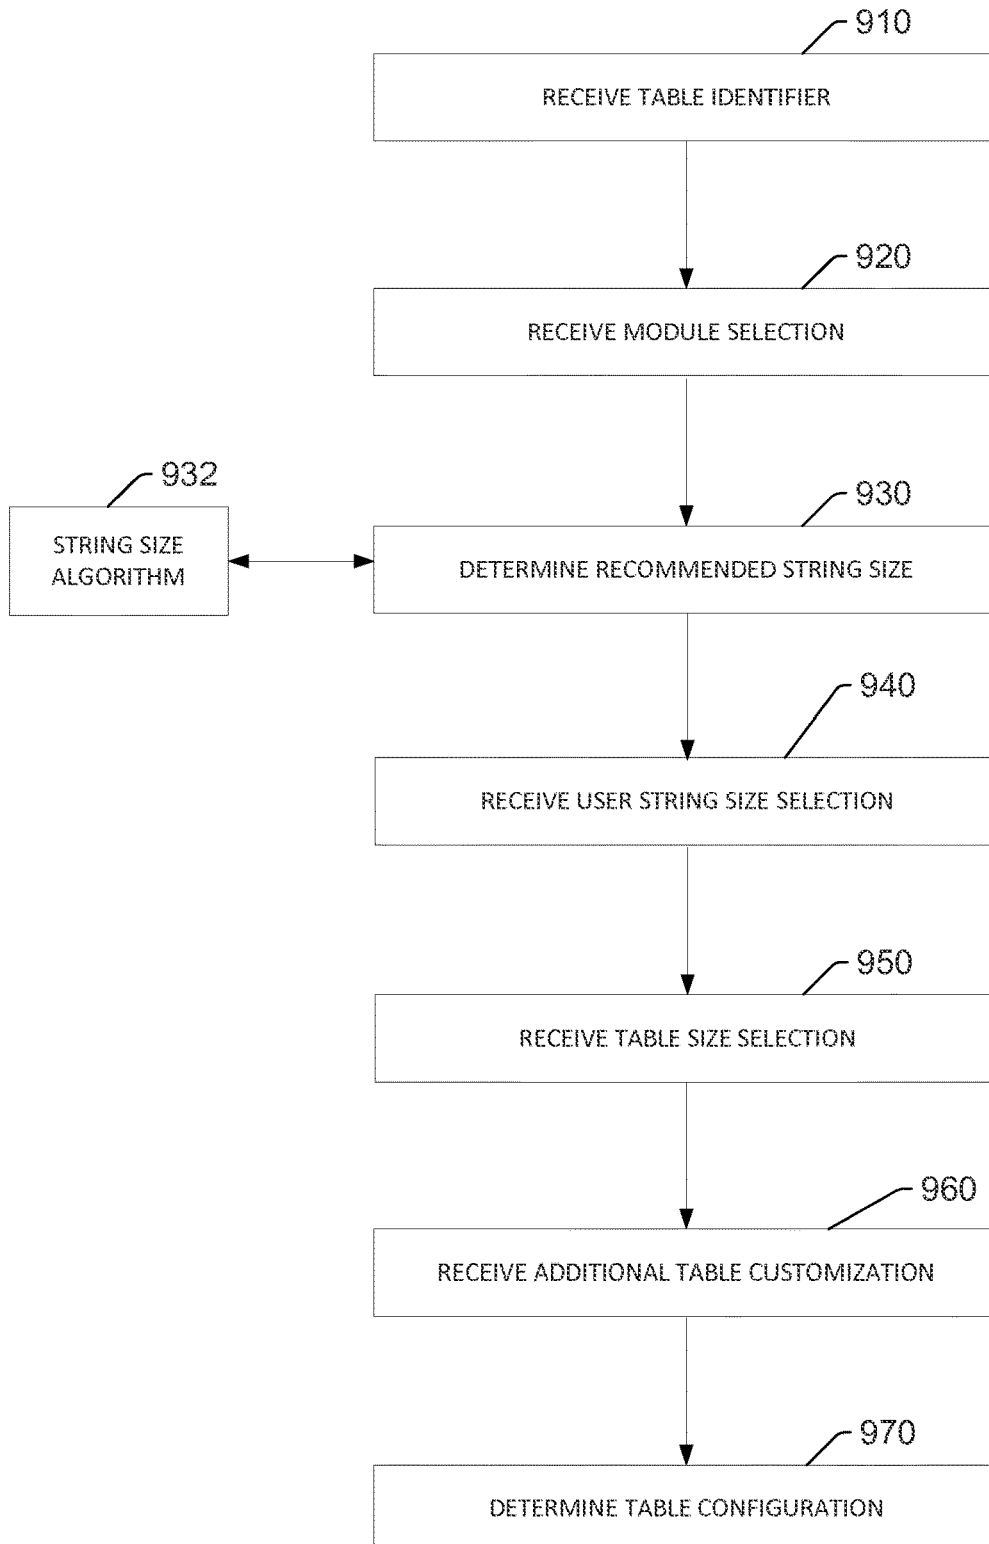 910
RECEIVE TABLE IDENTIFIER
920
RECEIVE MODULE SELECTION
932
STRING SIZE
ALGORITHM
930
DETERMINE RECOMMENDED STRING SIZE
940
RECEIVE USER STRING SIZE SELECTION
950
RECEIVE TABLE SIZE SELECTION
960
RECEIVE ADDITIONAL TABLE CUSTOMIZATION
970
DETERMINE TABLE CONFIGURATION